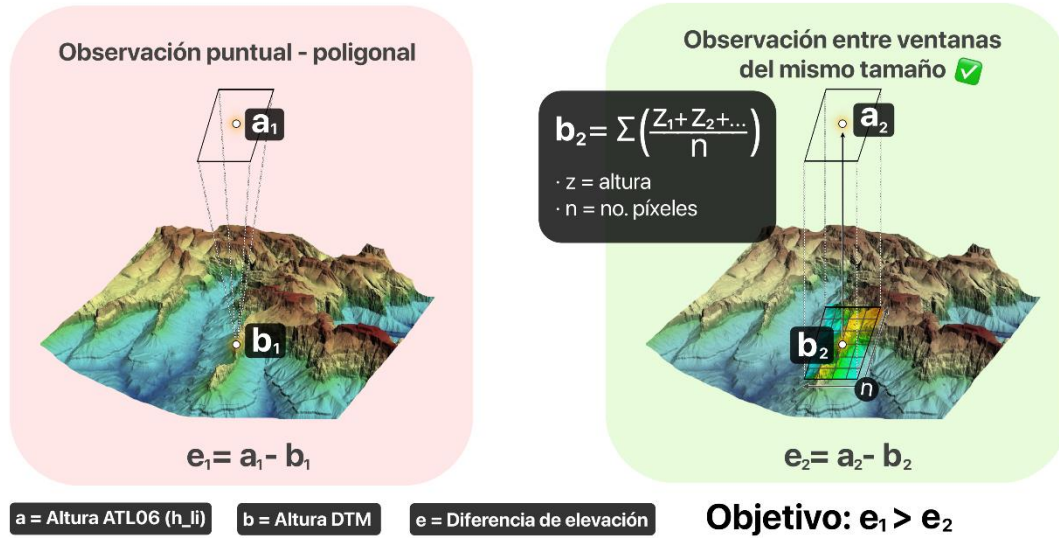 Observación puntual - poligonal
a₁
b₁
e₁= a₁- b₁
Observación entre ventanas
del mismo tamaño ✅
b₂= Σ(Z₁+ Z₂+.../n)
· z = altura
· n = no. píxeles
a₂
b₂
n
e₂= a₂- b₂
a = Altura ATL06 (h_li)
b = Altura DTM
e = Diferencia de elevación
Objetivo: e₁ > e₂